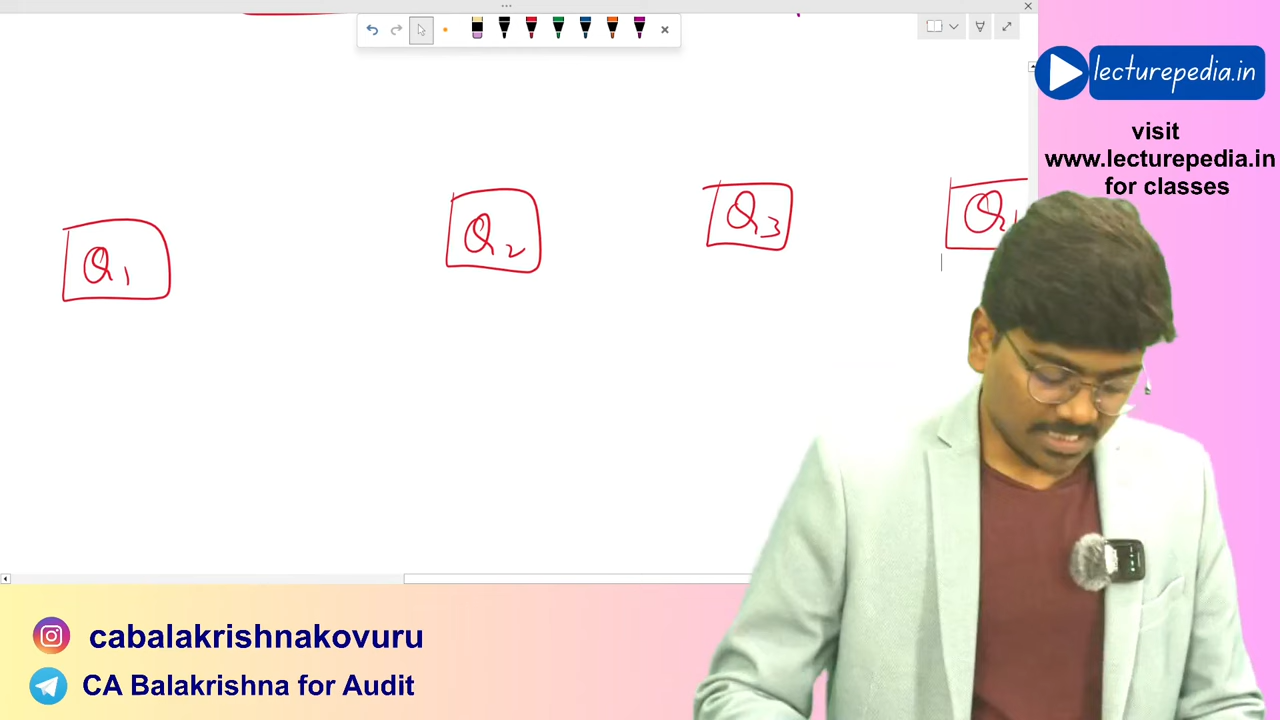 lecturepedia.in
visit
www.lecturepedia.in
for classes
Q1
Q2
Q3
cabalakrishnakovuru
CA Balakrishna for Audit